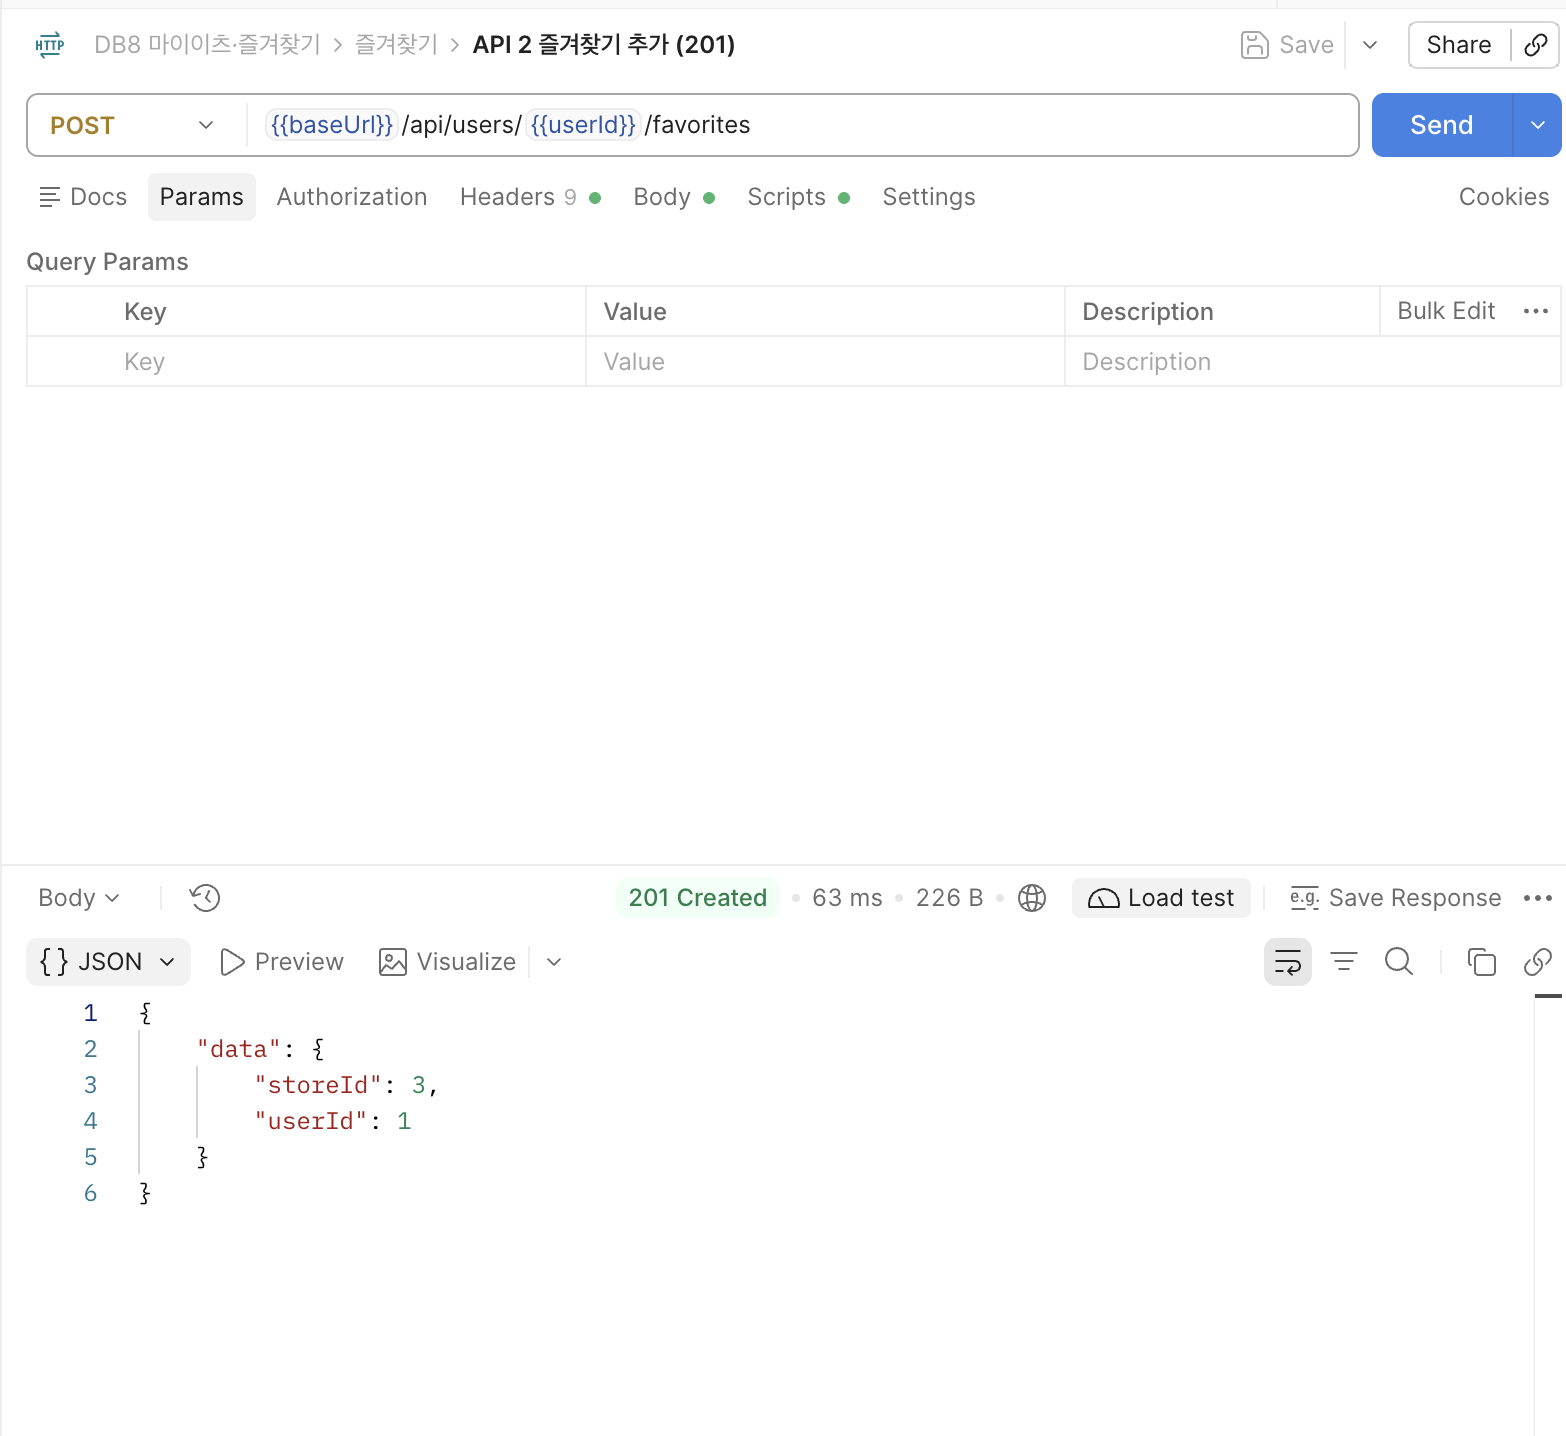 HTTP DB8 마이이츠·즐겨찾기 > 즐겨찾기 > API 2 즐겨찾기 추가 (201) Save Share
POST {{baseUrl}}/api/users/{{userId}}/favorites Send
Docs Params Authorization Headers 9 Body Scripts Settings Cookies
Query Params
Key Value Description Bulk Edit
Key Value Description
Body 201 Created 63 ms 226 B Load test e.g. Save Response
{} JSON Preview Visualize
1 {
2 "data": {
3 "storeId": 3,
4 "userId": 1
5 }
6 }